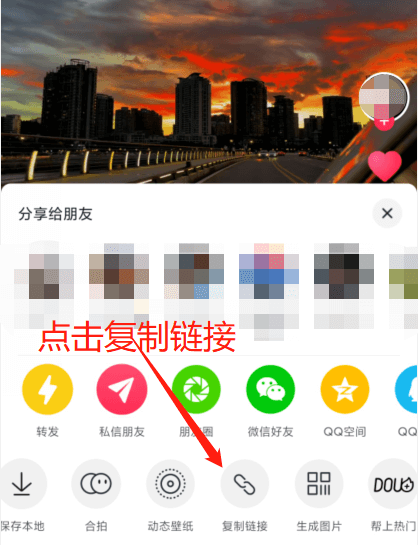 分享给朋友
点击复制链接
转发
私信朋友
朋友圈
微信好友
QQ空间
QQ
保存本地
合拍
动态壁纸
复制链接
生成图片
DOU+
帮上热门